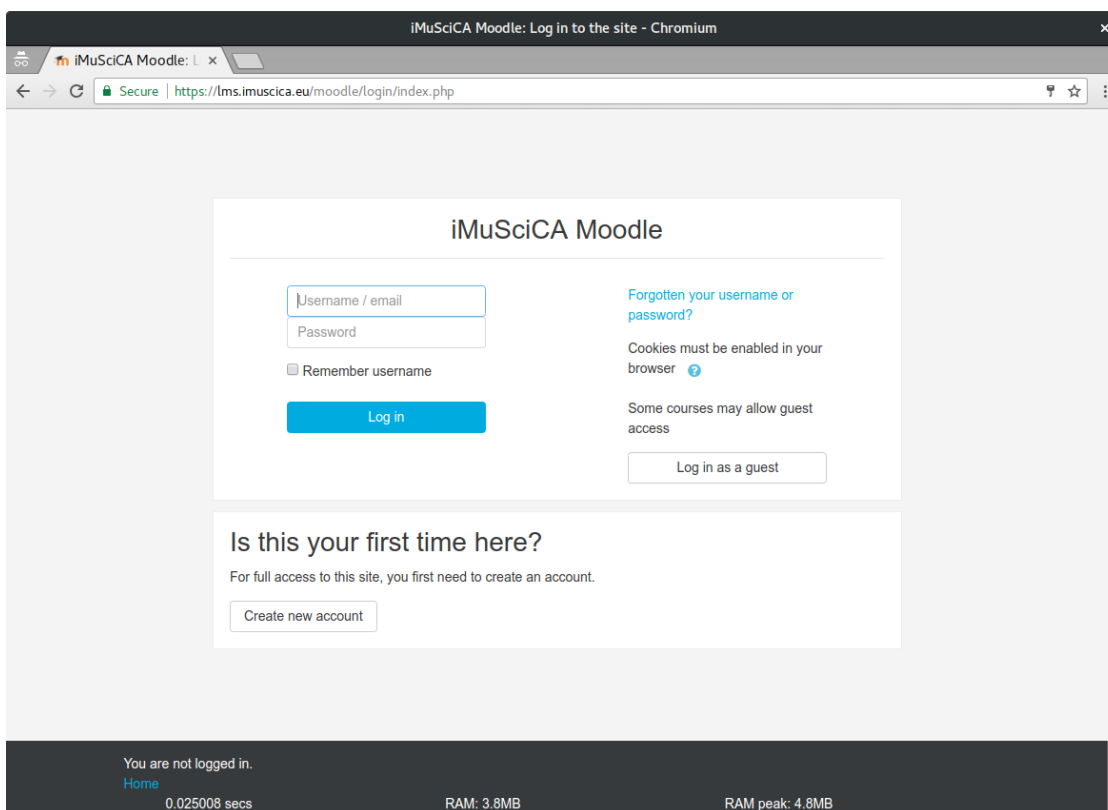 iMuSciCA Moodle: Log in to the site - Chromium
iMuSciCA Moodle: L
Secure | https://lms.imuscica.eu/moodle/login/index.php
iMuSciCA Moodle
Username / email
Password
Remember username
Log in
Forgotten your username or
password?
Cookies must be enabled in your
browser
Some courses may allow guest
access
Log in as a guest
Is this your first time here?
For full access to this site, you first need to create an account.
Create new account
You are not logged in.
Home
0.025008 secs RAM: 3.8MB RAM peak: 4.8MB